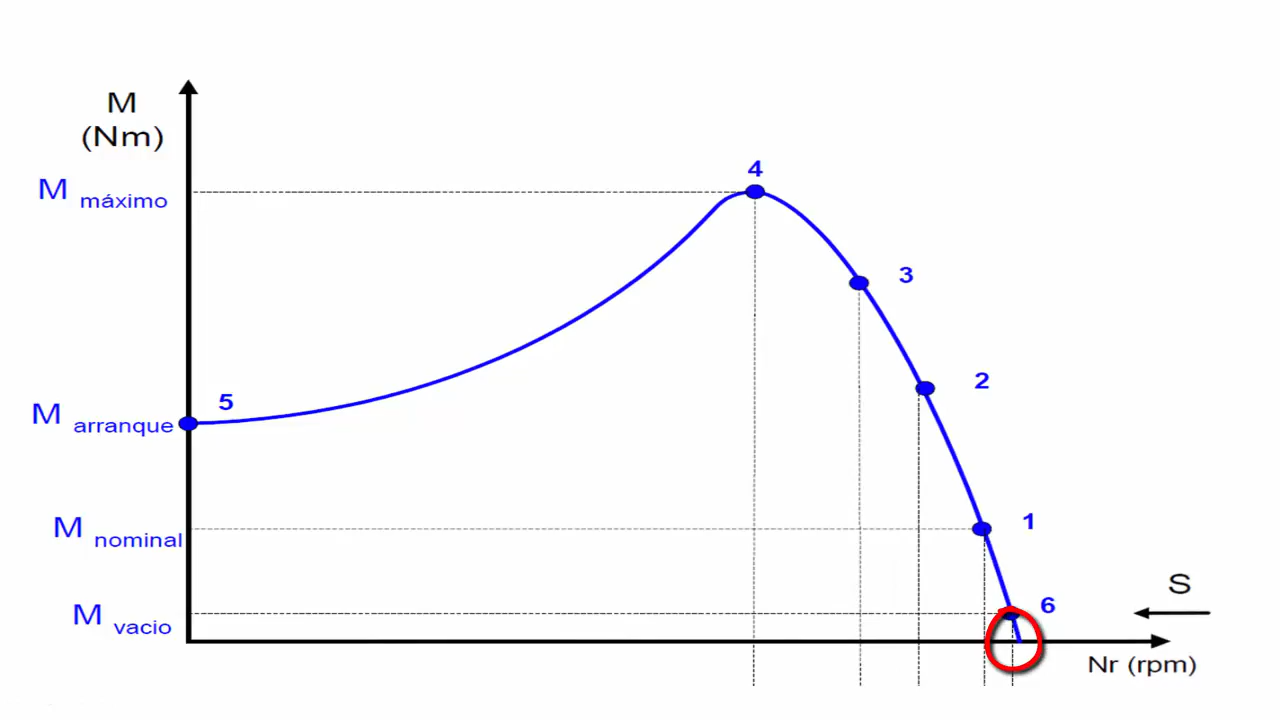 M
(Nm)
4
M máximo
3
2
5
M arranque
1
M nominal
S
6
M vacio
Nr (rpm)